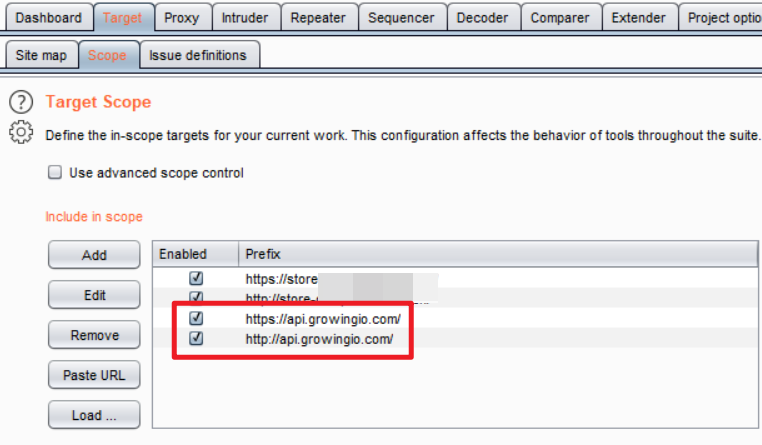 Dashboard Target Proxy Intruder Repeater Sequencer Decoder Comparer Extender Project optio
Site map Scope Issue definitions
Target Scope
Define the in-scope targets for your current work. This configuration affects the behavior of tools throughout the suite.
Use advanced scope control
Include in scope
Add
Edit
Remove
Paste URL
Load ...
Enabled Prefix
https://store
http://store-
https://api.growingio.com/
http://api.growingio.com/